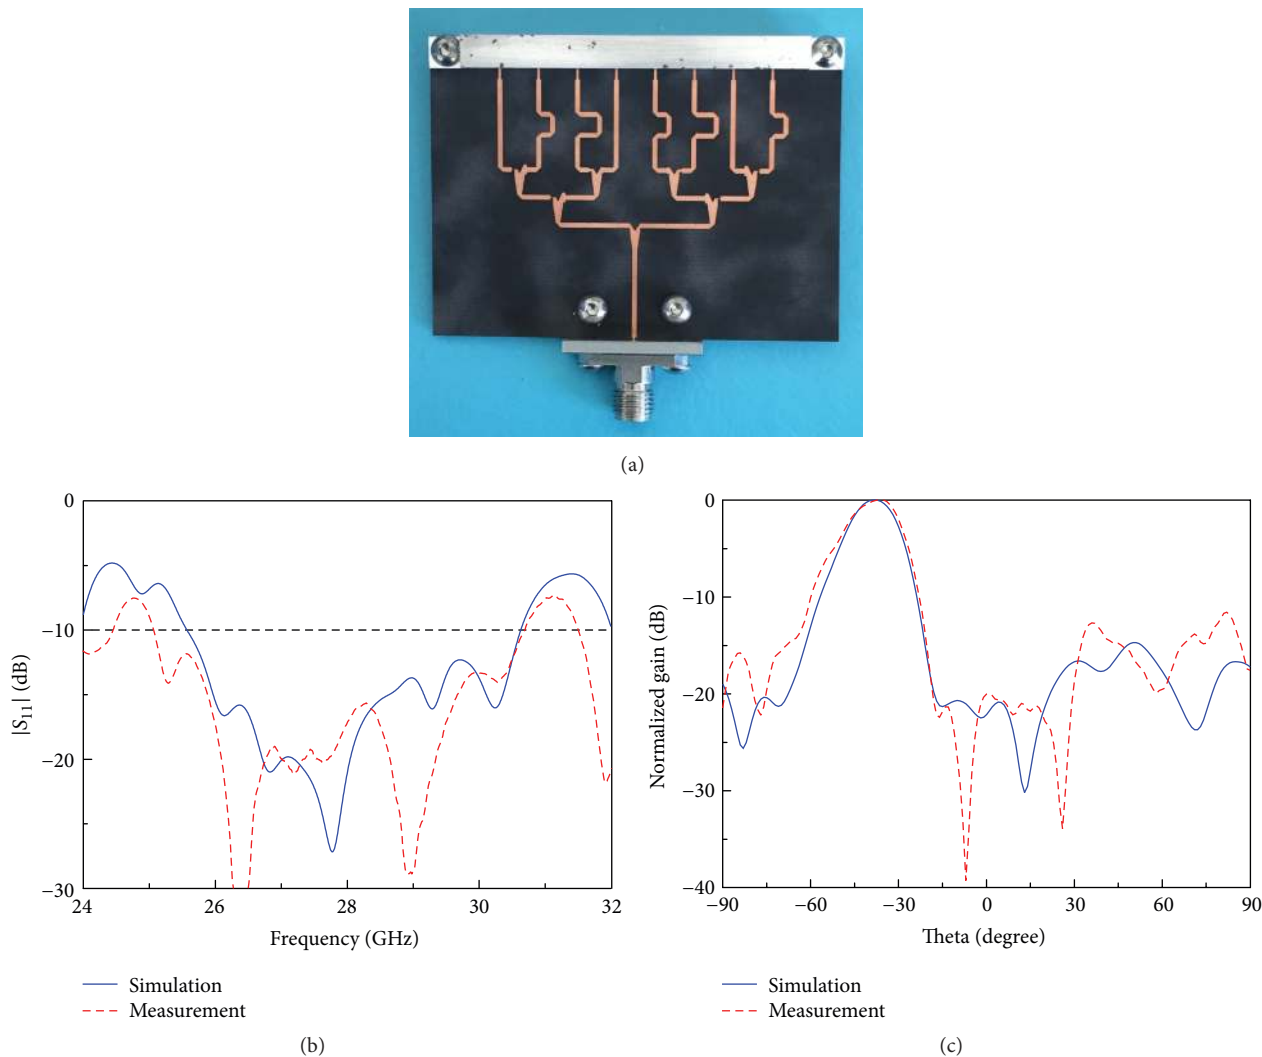 (a)
0
−10
−20
−30
24
26
28
30
32
|S11| (dB)
Frequency (GHz)
Simulation
Measurement
(b)
0
−10
−20
−30
−40
−90
−60
−30
0
30
60
90
Normalized gain (dB)
Theta (degree)
Simulation
Measurement
(c)